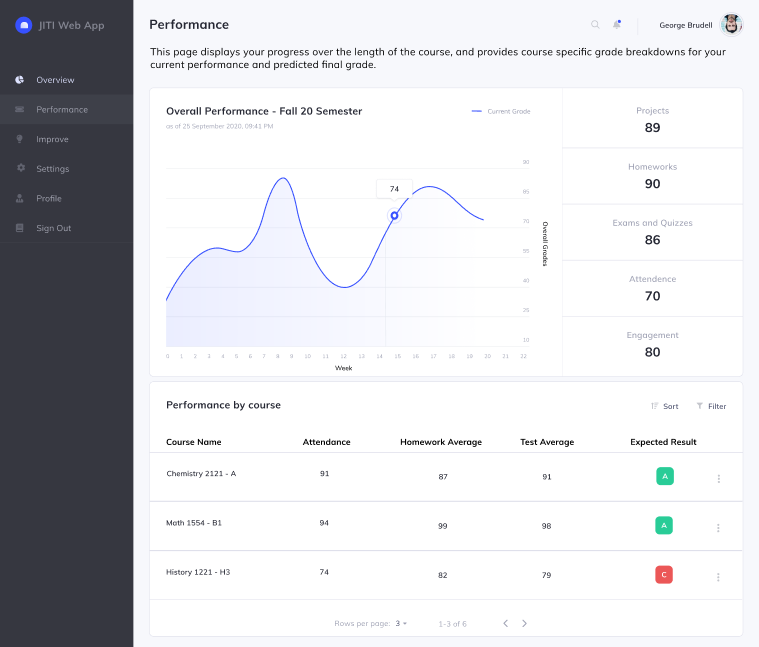 JITI Web App
Overview
Performance
Improve
Settings
Profile
Sign Out
Performance
George Brudell
This page displays your progress over the length of the course, and provides course specific grade breakdowns for your
current performance and predicted final grade.
Overall Performance - Fall 20 Semester
Current Grade
as of 25 September 2020, 09:41 PM
90
85
70
55
40
25
10
74
Overall Grades
0 1 2 3 4 5 6 7 8 9 10 11 12 13 14 15 16 17 18 19 20 21 22
Week
Projects
89
Homeworks
90
Exams and Quizzes
86
Attendence
70
Engagement
80
Performance by course
Sort
Filter
Course Name Attendance Homework Average Test Average Expected Result
Chemistry 2121 - A 91 87 91 A
Math 1554 - B1 94 99 98 A
History 1221 - H3 74 82 79 C
Rows per page: 3 1-3 of 6